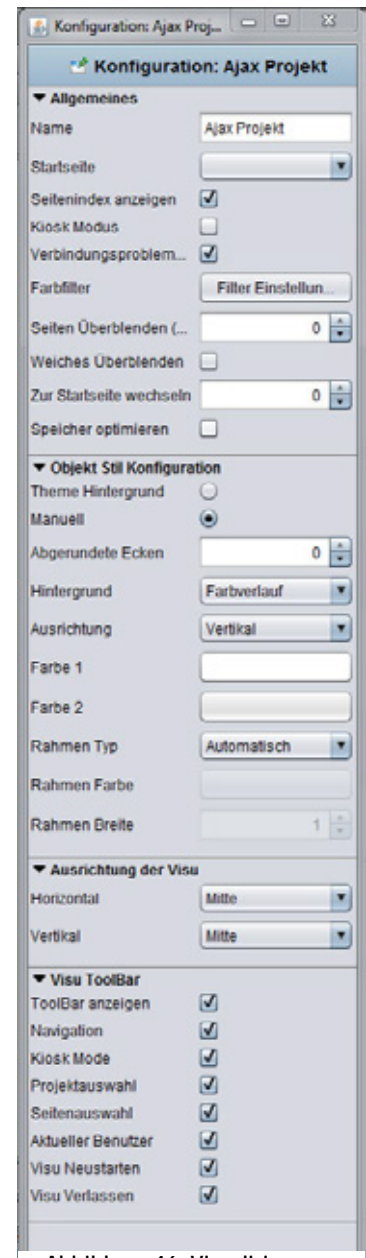 Konfiguration: Ajax Proj...
Konfiguration: Ajax Projekt
Allgemeines
Name Ajax Projekt
Startseite
Seitenindex anzeigen
Kiosk Modus
Verbindungsproblem...
Farbfilter Filter Einstellun...
Seiten Überblenden (... 0
Weiches Überblenden
Zur Startseite wechseln 0
Speicher optimieren
Objekt Stil Konfiguration
Theme Hintergrund
Manuell
Abgerundete Ecken 0
Hintergrund Farbverlauf
Ausrichtung Vertikal
Farbe 1
Farbe 2
Rahmen Typ Automatisch
Rahmen Farbe
Rahmen Breite 1
Ausrichtung der Visu
Horizontal Mitte
Vertikal Mitte
Visu ToolBar
ToolBar anzeigen
Navigation
Kiosk Mode
Projektauswahl
Seitenauswahl
Aktueller Benutzer
Visu Neustarten
Visu Verlassen